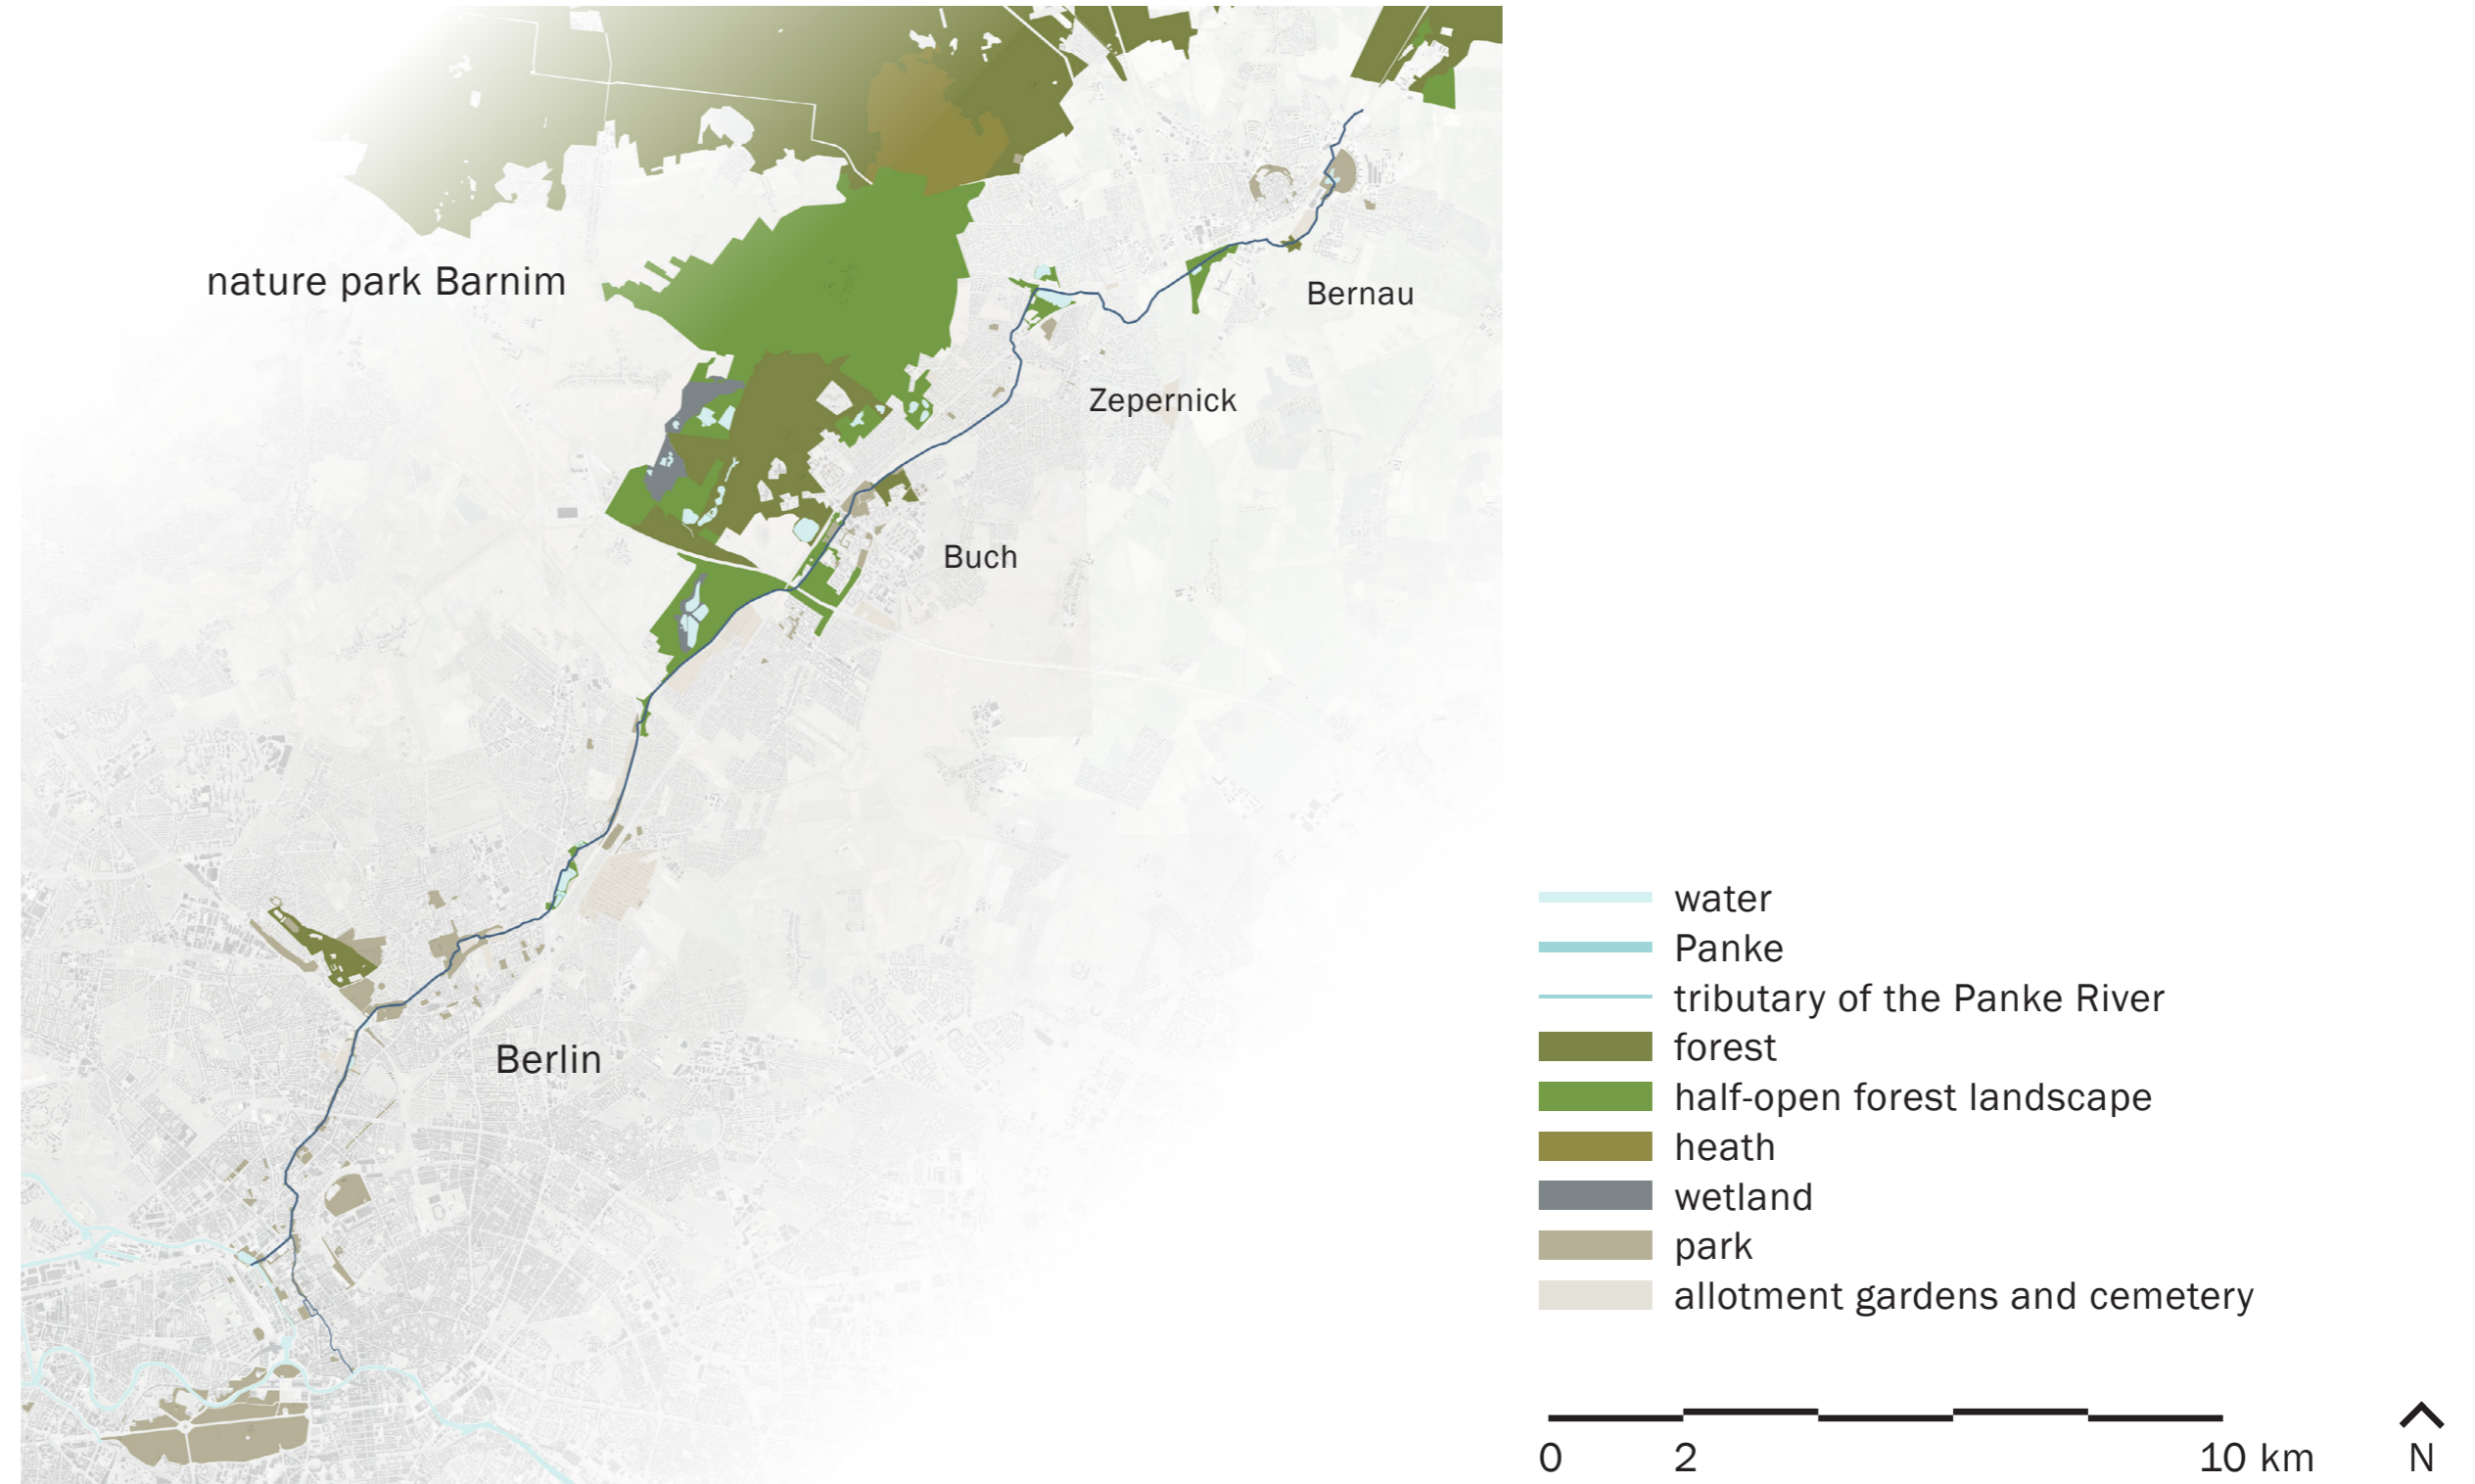 nature park Barnim
Bernau
Zepernick
Buch
Berlin
water
Panke
tributary of the Panke River
forest
half-open forest landscape
heath
wetland
park
allotment gardens and cemetery
0 2 10 km N